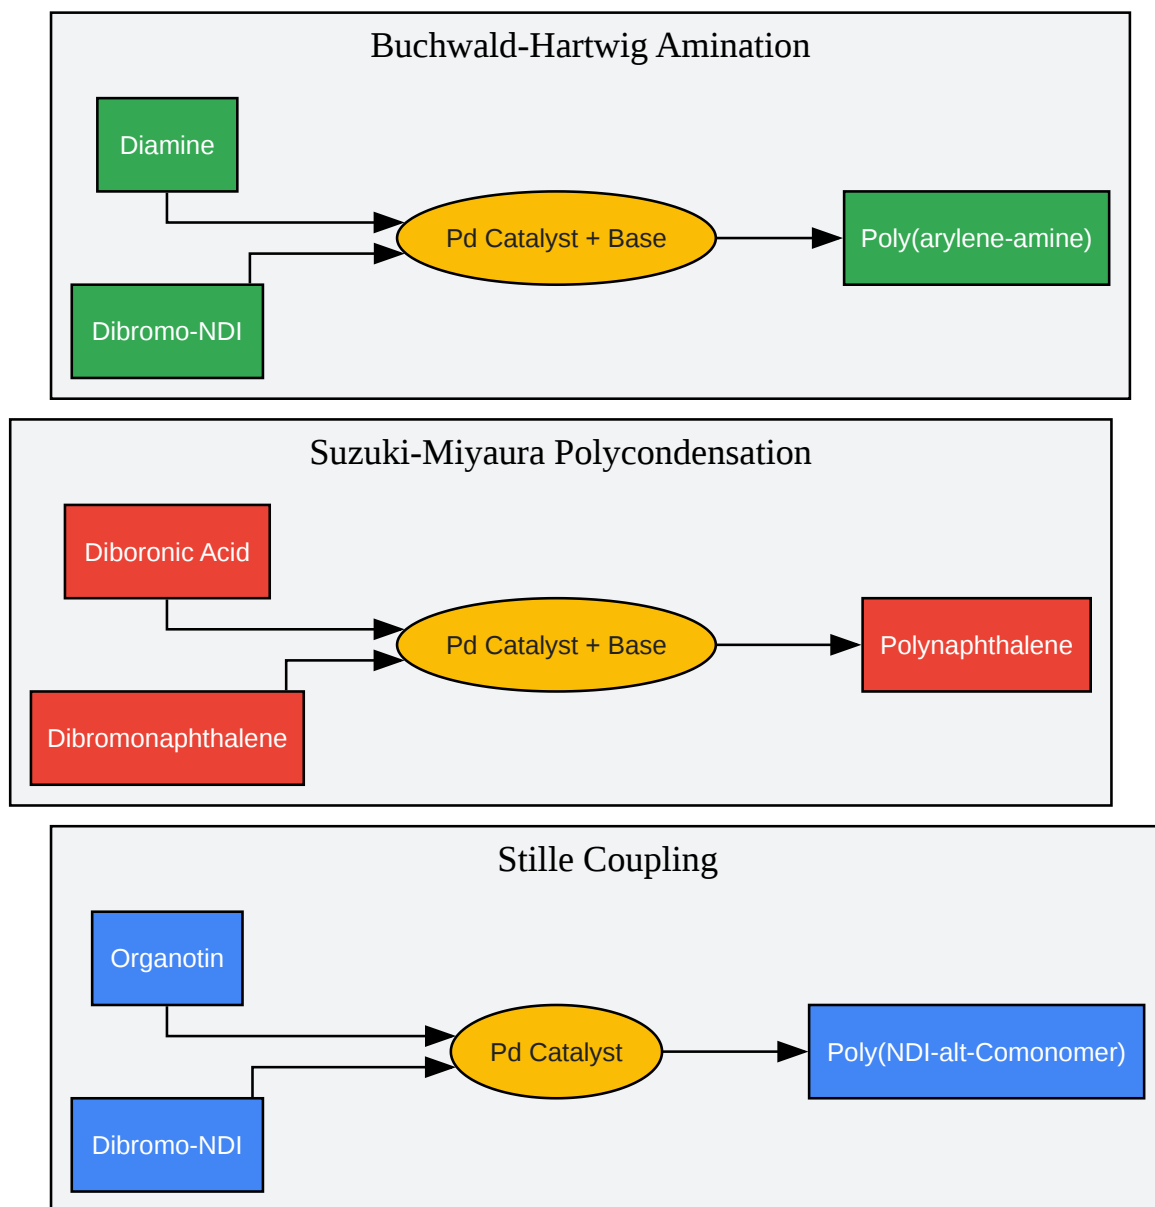 Buchwald-Hartwig Amination
Diamine
Pd Catalyst + Base
Poly(arylene-amine)
Dibromo-NDI
Suzuki-Miyaura Polycondensation
Diboronic Acid
Pd Catalyst + Base
Polynaphthalene
Dibromonaphthalene
Stille Coupling
Organotin
Pd Catalyst
Poly(NDI-alt-Comonomer)
Dibromo-NDI